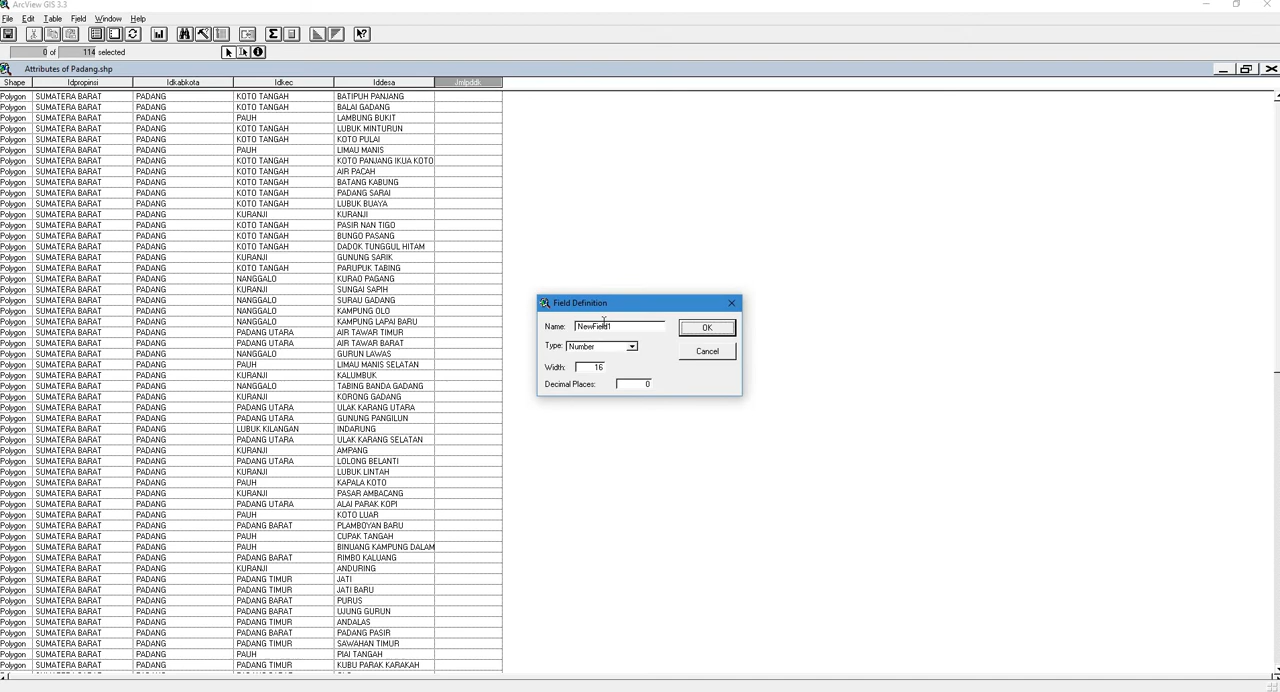 ArcView GIS 3.3
File Edit Table Field Window Help
0 of 114 selected
Attributes of Padang.shp
Shape Idpropinsi Idkabkota Idkec Iddesa Jmlpddk
Polygon SUMATERA BARAT PADANG KOTO TANGAH BATIPUH PANJANG
Polygon SUMATERA BARAT PADANG KOTO TANGAH BALAI GADANG
Polygon SUMATERA BARAT PADANG PAUH LAMBUNG BUKIT
Polygon SUMATERA BARAT PADANG KOTO TANGAH LUBUK MINTURUN
Polygon SUMATERA BARAT PADANG KOTO TANGAH KOTO PULAI
Polygon SUMATERA BARAT PADANG PAUH LIMAU MANIS
Polygon SUMATERA BARAT PADANG KOTO TANGAH KOTO PANJANG IKUA KOTO
Polygon SUMATERA BARAT PADANG KOTO TANGAH AIR PACAH
Polygon SUMATERA BARAT PADANG KOTO TANGAH BATANG KABUNG
Polygon SUMATERA BARAT PADANG KOTO TANGAH PADANG SARAI
Polygon SUMATERA BARAT PADANG KOTO TANGAH LUBUK BUAYA
Polygon SUMATERA BARAT PADANG KURANJI KURANJI
Polygon SUMATERA BARAT PADANG KOTO TANGAH PASIR NAN TIGO
Polygon SUMATERA BARAT PADANG KOTO TANGAH BUNGO PASANG
Polygon SUMATERA BARAT PADANG KOTO TANGAH DADOK TUNGGUL HITAM
Polygon SUMATERA BARAT PADANG KURANJI GUNUNG SARIK
Polygon SUMATERA BARAT PADANG KOTO TANGAH PARUPUK TABING
Polygon SUMATERA BARAT PADANG NANGGALO KURAO PAGANG
Polygon SUMATERA BARAT PADANG KURANJI SUNGAI SAPIH
Polygon SUMATERA BARAT PADANG NANGGALO SURAU GADANG
Polygon SUMATERA BARAT PADANG NANGGALO KAMPUNG OLO
Polygon SUMATERA BARAT PADANG NANGGALO KAMPUNG LAPAI BARU
Polygon SUMATERA BARAT PADANG PADANG UTARA AIR TAWAR TIMUR
Polygon SUMATERA BARAT PADANG PADANG UTARA AIR TAWAR BARAT
Polygon SUMATERA BARAT PADANG NANGGALO GURUN LAWAS
Polygon SUMATERA BARAT PADANG PAUH LIMAU MANIS SELATAN
Polygon SUMATERA BARAT PADANG KURANJI KALUMBUK
Polygon SUMATERA BARAT PADANG NANGGALO TABING BANDA GADANG
Polygon SUMATERA BARAT PADANG KURANJI KORONG GADANG
Polygon SUMATERA BARAT PADANG PADANG UTARA ULAK KARANG UTARA
Polygon SUMATERA BARAT PADANG PADANG UTARA GUNUNG PANGILUN
Polygon SUMATERA BARAT PADANG LUBUK KILANGAN INDARUNG
Polygon SUMATERA BARAT PADANG PADANG UTARA ULAK KARANG SELATAN
Polygon SUMATERA BARAT PADANG KURANJI AMPANG
Polygon SUMATERA BARAT PADANG PADANG UTARA LOLONG BELANTI
Polygon SUMATERA BARAT PADANG KURANJI LUBUK LINTAH
Polygon SUMATERA BARAT PADANG PAUH KAPALA KOTO
Polygon SUMATERA BARAT PADANG KURANJI PASAR AMBACANG
Polygon SUMATERA BARAT PADANG PADANG UTARA ALAI PARAK KOPI
Polygon SUMATERA BARAT PADANG PAUH KOTO LUAR
Polygon SUMATERA BARAT PADANG PADANG BARAT PLAMBOYAN BARU
Polygon SUMATERA BARAT PADANG PAUH CUPAK TANGAH
Polygon SUMATERA BARAT PADANG PAUH BINUANG KAMPUNG DALAM
Polygon SUMATERA BARAT PADANG PADANG BARAT RIMBO KALUANG
Polygon SUMATERA BARAT PADANG KURANJI ANDURING
Polygon SUMATERA BARAT PADANG PADANG TIMUR JATI
Polygon SUMATERA BARAT PADANG PADANG TIMUR JATI BARU
Polygon SUMATERA BARAT PADANG PADANG BARAT PURUS
Polygon SUMATERA BARAT PADANG PADANG BARAT UJUNG GURUN
Polygon SUMATERA BARAT PADANG PADANG TIMUR ANDALAS
Polygon SUMATERA BARAT PADANG PADANG BARAT PADANG PASIR
Polygon SUMATERA BARAT PADANG PADANG TIMUR SAWAHAN TIMUR
Polygon SUMATERA BARAT PADANG PAUH PIAI TANGAH
Polygon SUMATERA BARAT PADANG PADANG TIMUR KUBU PARAK KARAKAH
Field Definition
Name: NewField1 OK
Type: Number Cancel
Width: 16
Decimal Places: 0